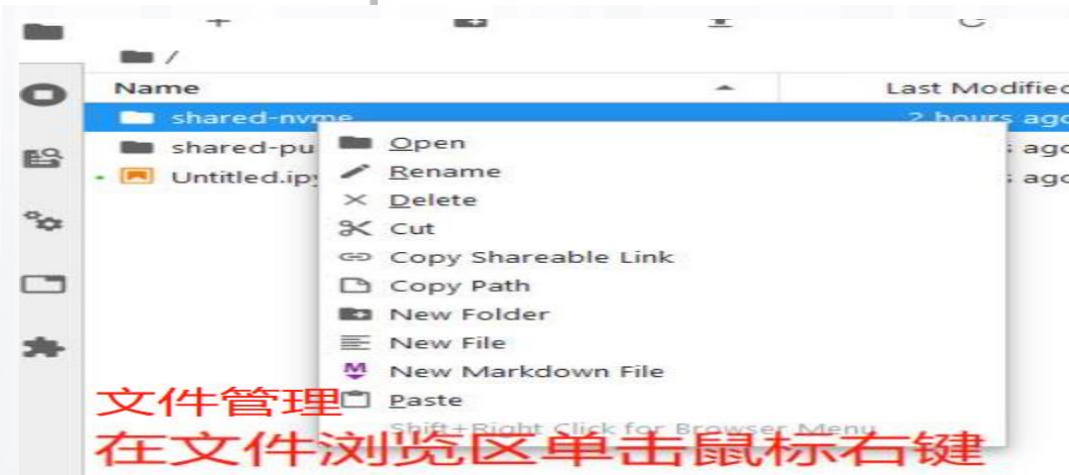 /
Name Last Modified
shared-nvme 2 hours ago
shared-pu s ago
Untitled.ipy s ago
Open
Rename
Delete
Cut
Copy Shareable Link
Copy Path
New Folder
New File
New Markdown File
Paste
Shift+Right Click for Browser Menu
文件管理
在文件浏览区单击鼠标右键